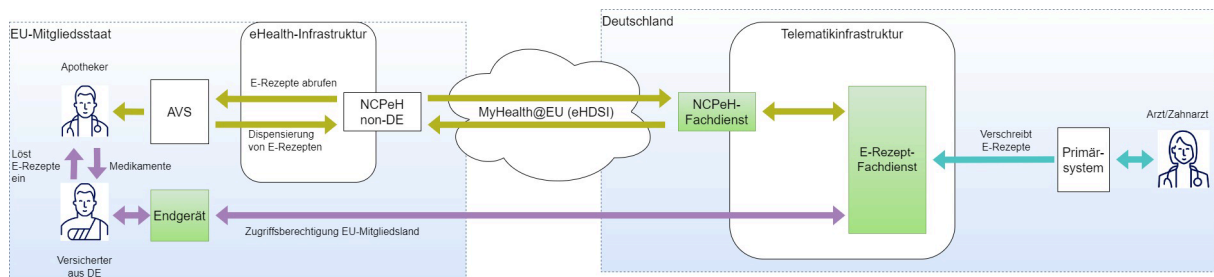 EU-Mitgliedsstaat
eHealth-Infrastruktur
Deutschland
Telematikinfrastruktur
Apotheker
AVS
E-Rezepte abrufen
NCPeH
non-DE
Dispensierung
von E-Rezepten
MyHealth@EU (eHDSI)
NCPeH-
Fachdienst
E-Rezept-
Fachdienst
Verschreibt
E-Rezepte
Primär-
system
Arzt/Zahnarzt
Löst
E-Rezepte
ein
Medikamente
Endgerät
Zugriffsberechtigung EU-Mitgliedsland
Versicherter
aus DE